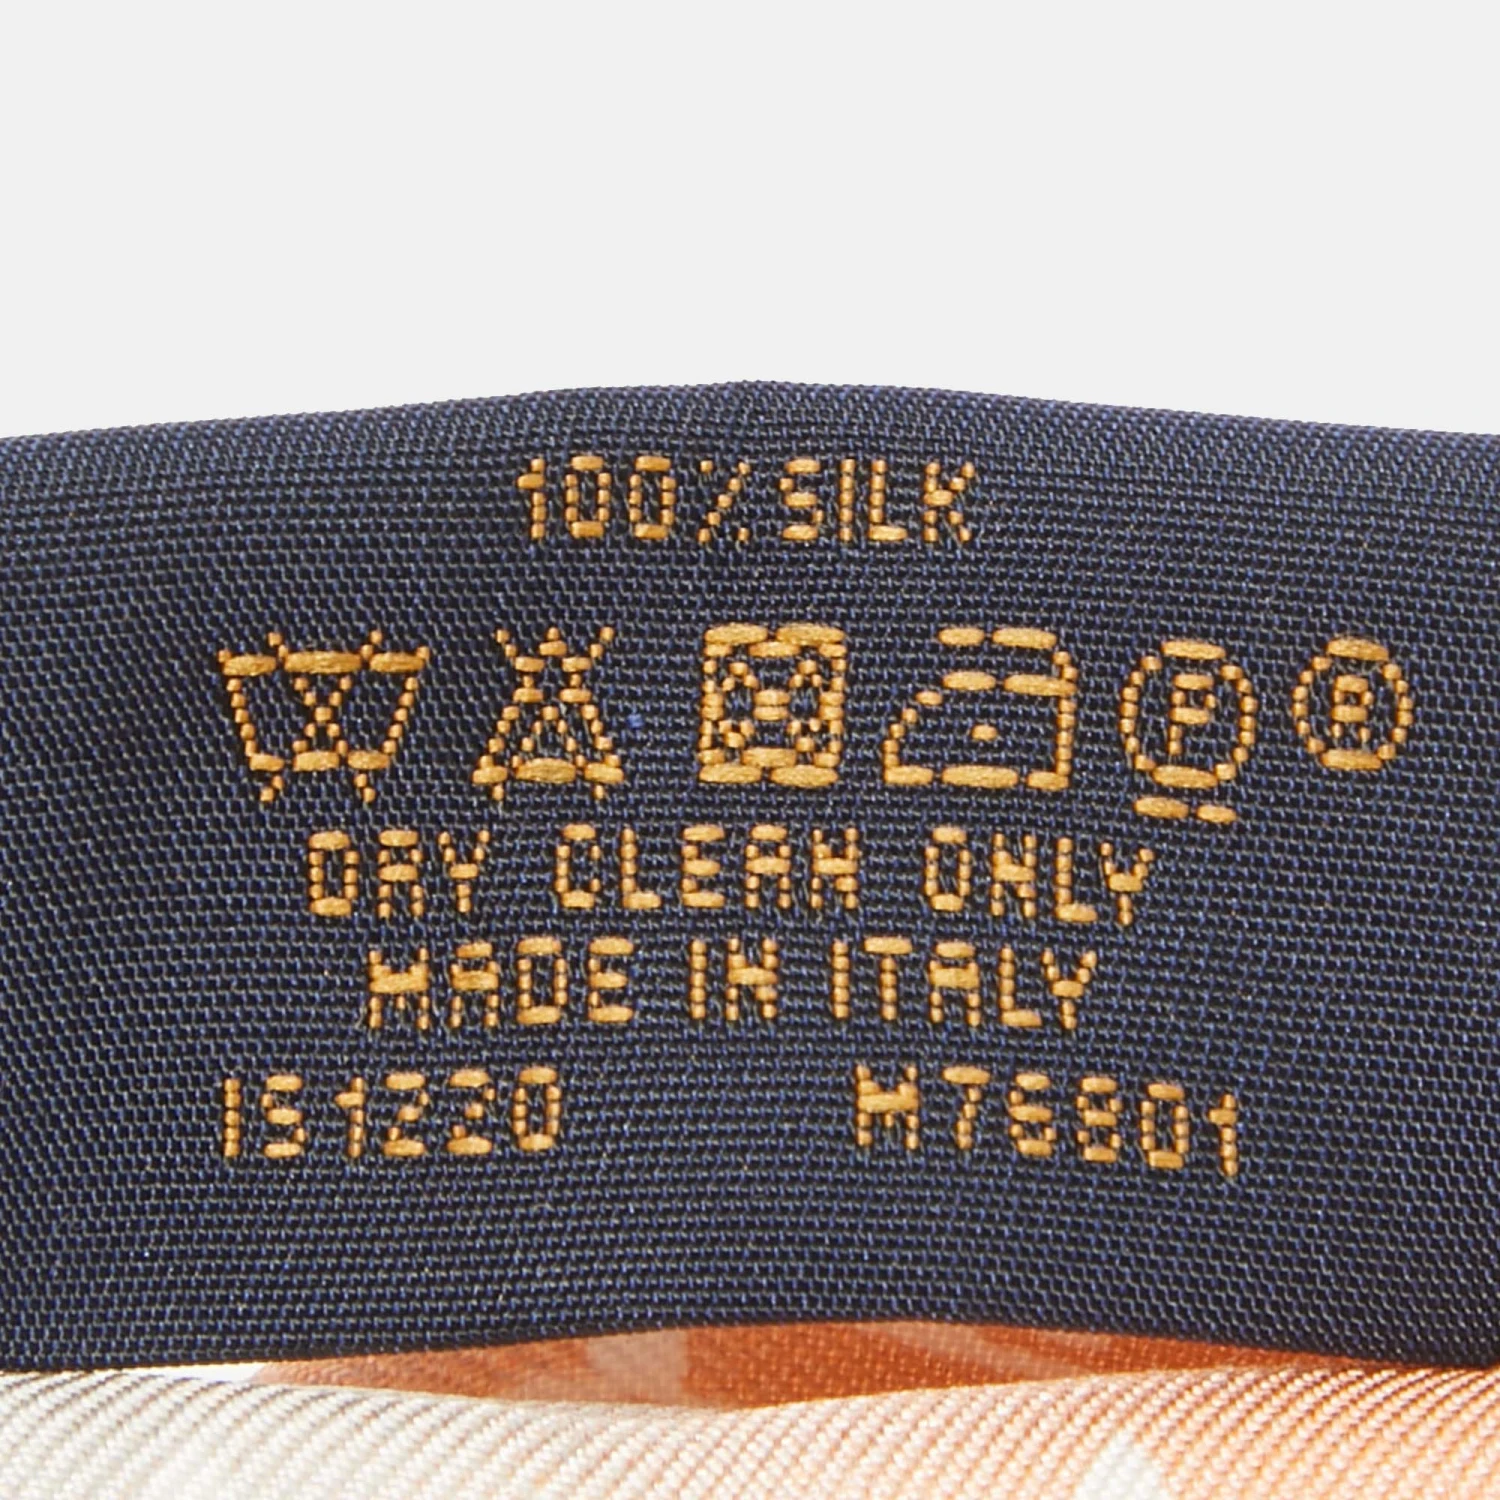 100% SILK
P R
DRY CLEAN ONLY
MADE IN ITALY
IS1220 M76801